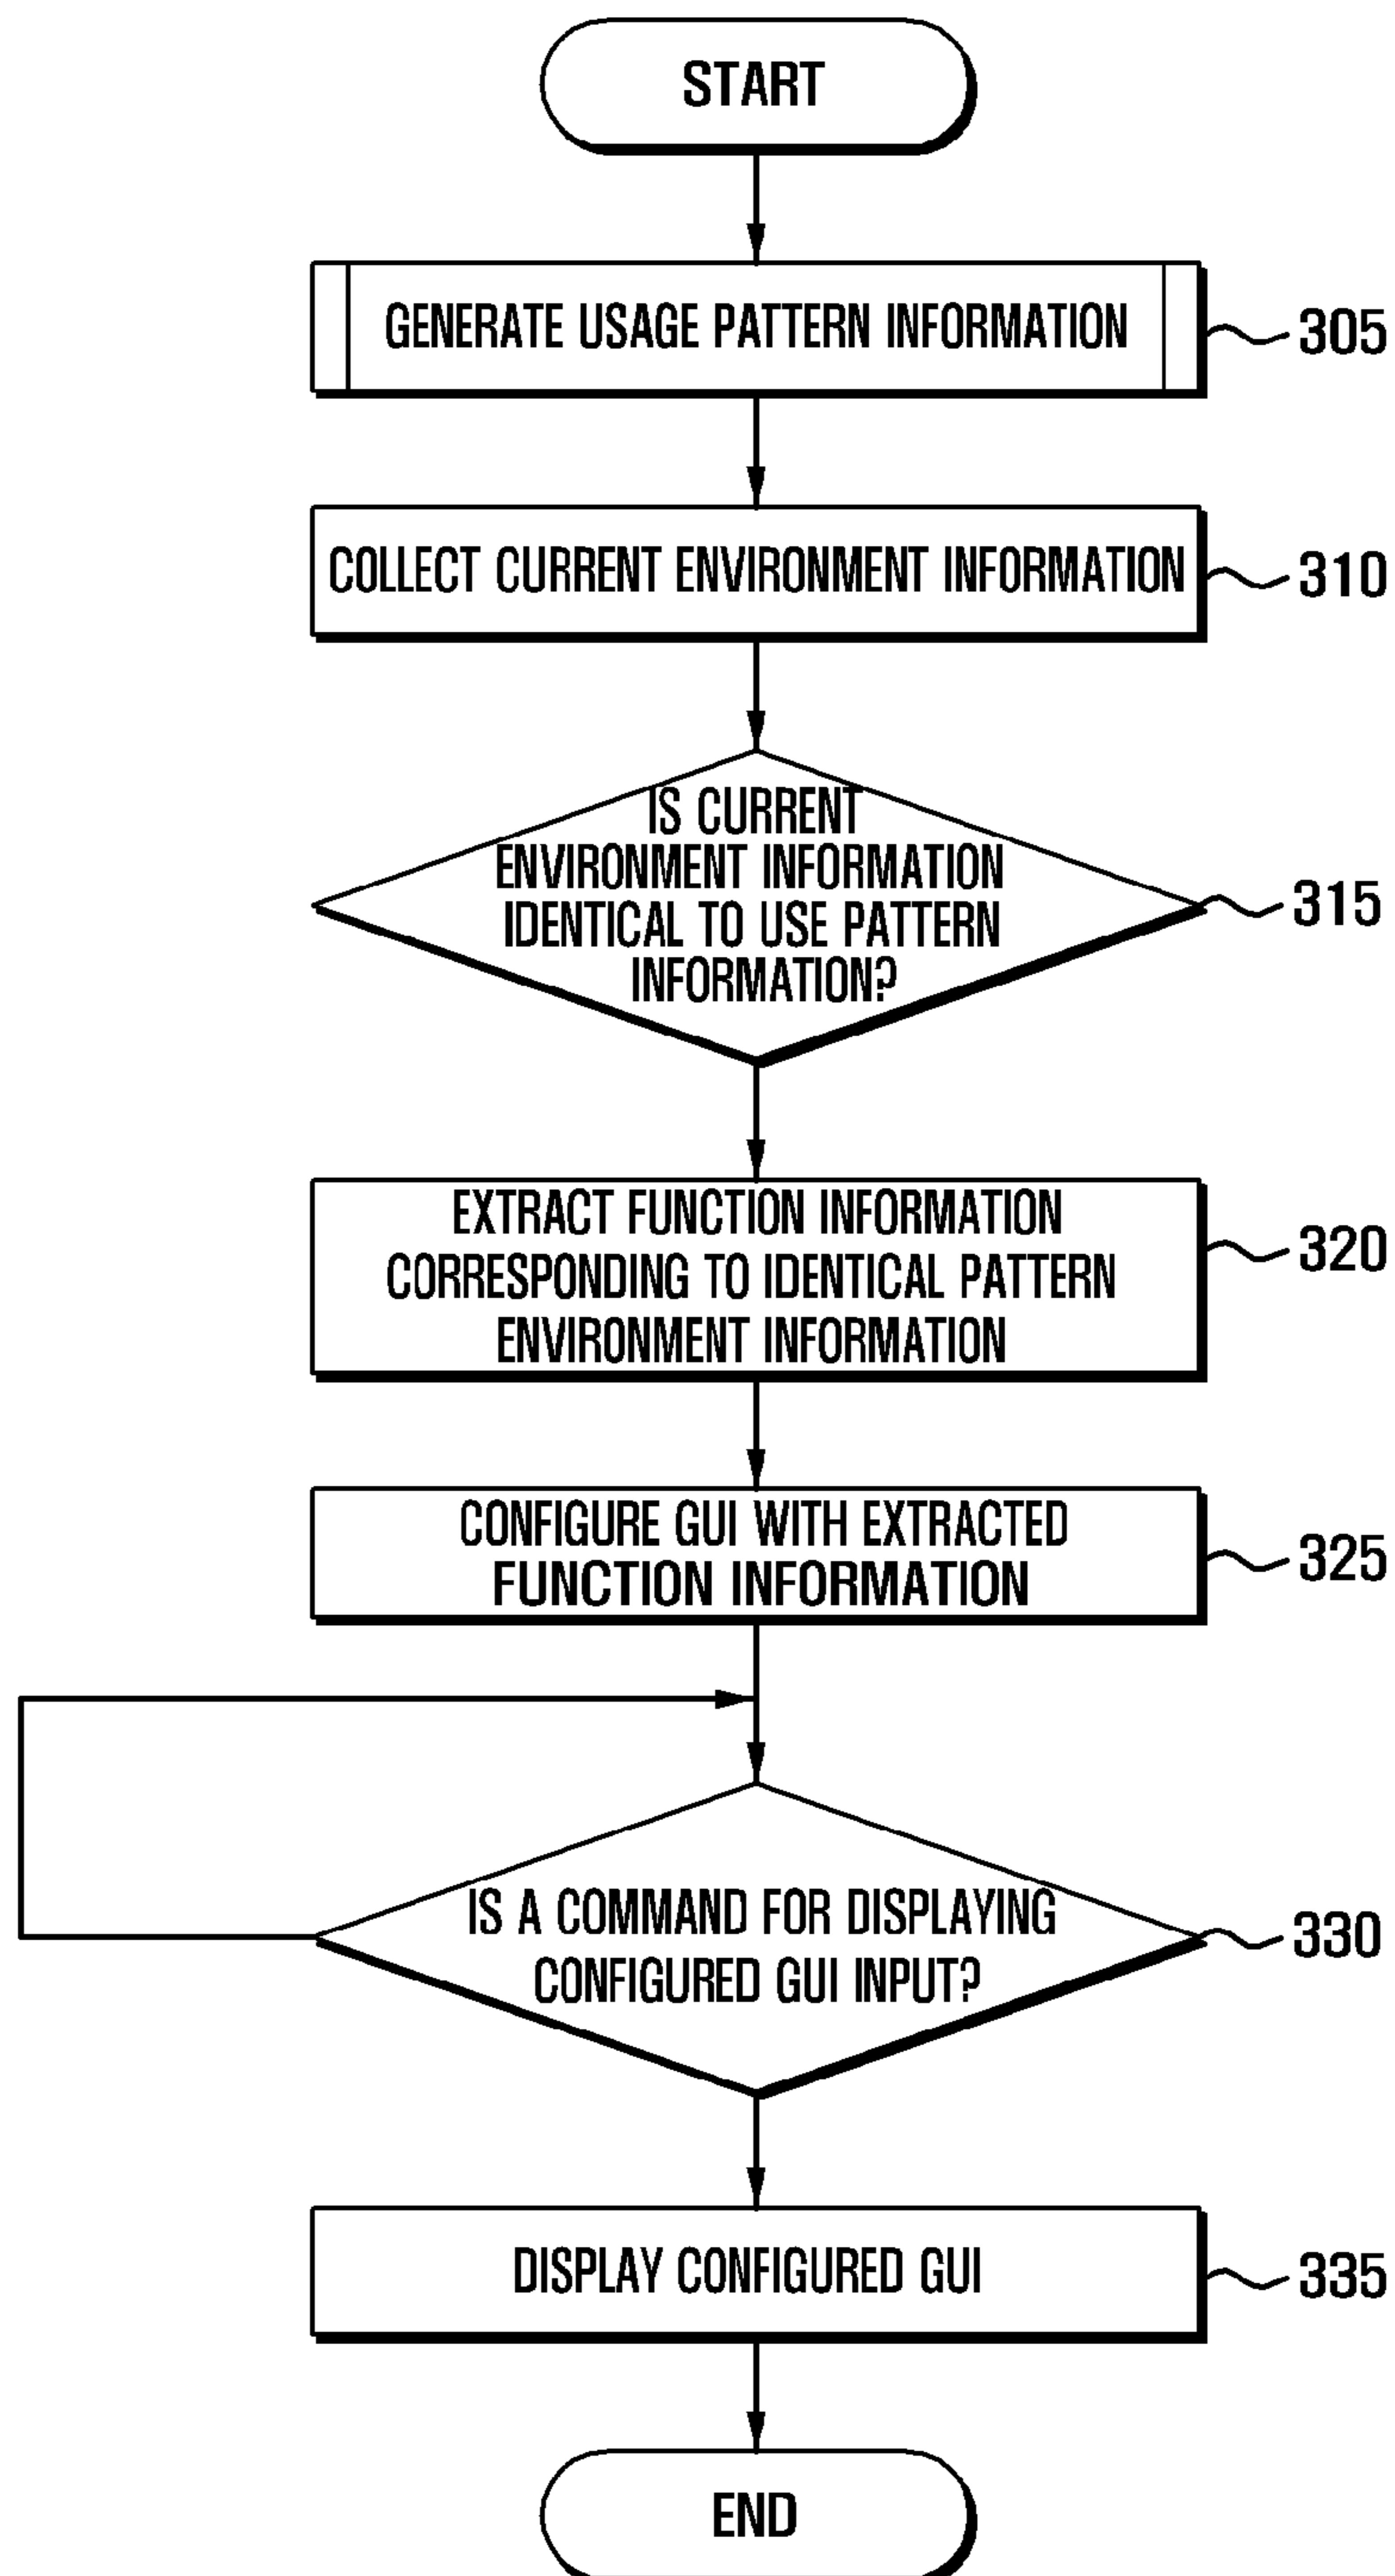 START
GENERATE USAGE PATTERN INFORMATION
305
COLLECT CURRENT ENVIRONMENT INFORMATION
310
IS CURRENT
ENVIRONMENT INFORMATION
IDENTICAL TO USE PATTERN
INFORMATION?
315
EXTRACT FUNCTION INFORMATION
CORRESPONDING TO IDENTICAL PATTERN
ENVIRONMENT INFORMATION
320
CONFIGURE GUI WITH EXTRACTED
FUNCTION INFORMATION
325
IS A COMMAND FOR DISPLAYING
CONFIGURED GUI INPUT?
330
DISPLAY CONFIGURED GUI
335
END